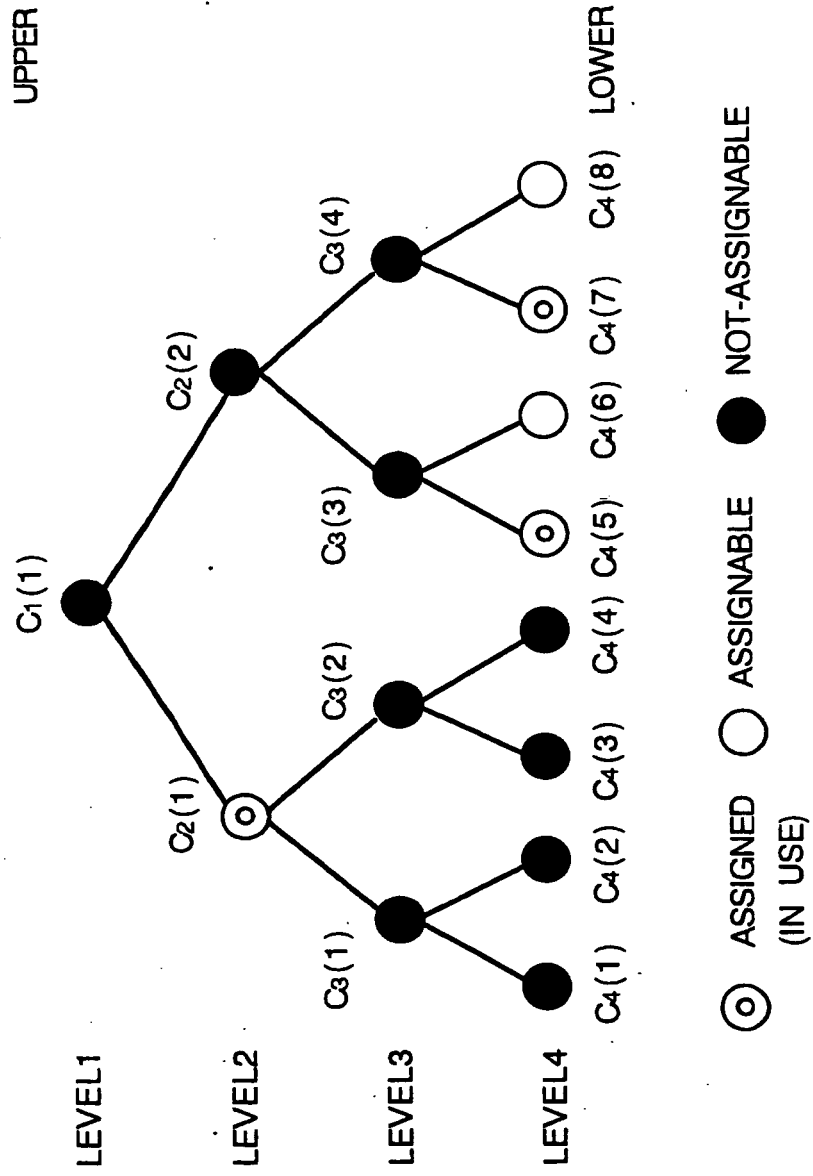 UPPER
C1(1)
LEVEL1
C2(1)
C2(2)
LEVEL2
C3(1)
C3(2)
C3(3)
C3(4)
LEVEL3
LEVEL4
C4(1)
C4(2)
C4(3)
C4(4)
C4(5)
C4(6)
C4(7)
C4(8)
LOWER
ASSIGNED
(IN USE)
ASSIGNABLE
NOT-ASSIGNABLE